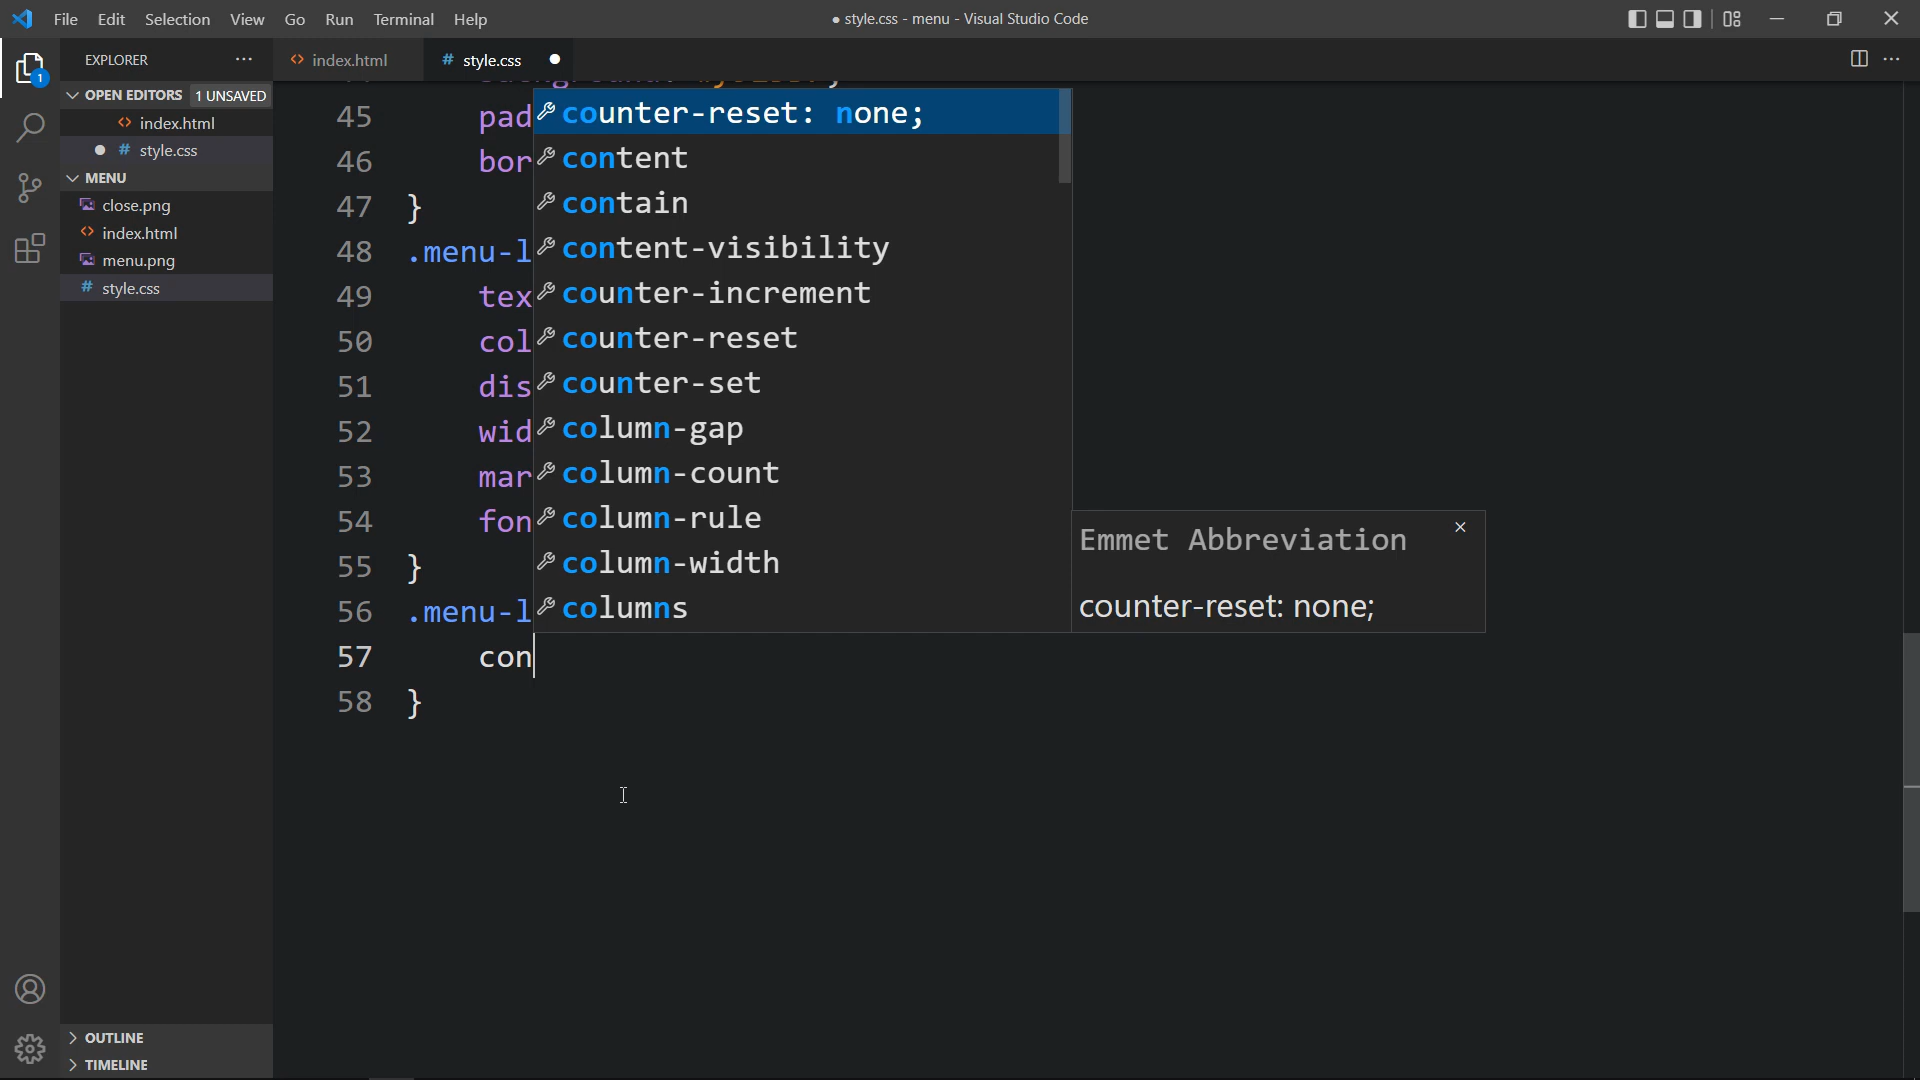 File Edit Selection View Go Run Terminal Help
● style.css - menu - Visual Studio Code
EXPLORER
OPEN EDITORS 1 UNSAVED
index.html
# style.css
MENU
close.png
index.html
menu.png
# style.css
OUTLINE
TIMELINE
1
index.html # style.css
45 pad
46 bor
47 }
48 .menu-l
49 tex
50 col
51 dis
52 wid
53 mar
54 fon
55 }
56 .menu-l
57 con
58 }
counter-reset: none;
content
contain
content-visibility
counter-increment
counter-reset
counter-set
column-gap
column-count
column-rule
column-width
columns
Emmet Abbreviation
counter-reset: none;